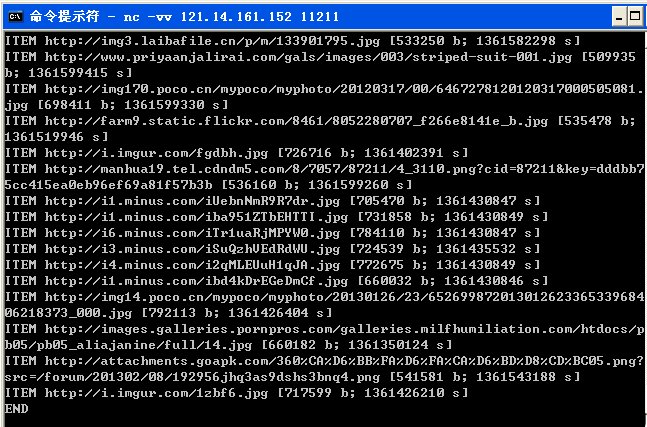 命令提示符 - nc -vv 121.14.161.152 11211
ITEM http://img3.laibafile.cn/p/m/133901795.jpg [533250 b; 1361582298 s]
ITEM http://www.priyaanjalirai.com/gals/images/003/striped-suit-001.jpg [509935
b; 1361599415 s]
ITEM http://img170.poco.cn/mypoco/myphoto/20120317/00/6467278120120317000505081.
jpg [698411 b; 1361599330 s]
ITEM http://farm9.static.flickr.com/8461/8052280707_f266e8141e_b.jpg [535478 b;
1361519946 s]
ITEM http://i.imgur.com/fgdbh.jpg [726716 b; 1361402391 s]
ITEM http://manhua19.tel.cdndm5.com/8/7057/87211/4_3110.png?cid=87211&key=dddbb7
5cc415ea0eb96ef69a81f57b3b [536160 b; 1361599260 s]
ITEM http://i1.minus.com/iUebnNmR9R7dr.jpg [705470 b; 1361430847 s]
ITEM http://i1.minus.com/iba951ZTbEHTTI.jpg [731858 b; 1361430849 s]
ITEM http://i6.minus.com/iTr1uaRjMPYW0.jpg [784110 b; 1361430847 s]
ITEM http://i3.minus.com/iSuQzhUEdRdWU.jpg [724539 b; 1361435532 s]
ITEM http://i4.minus.com/i2qMLEUuH1qJA.jpg [772675 b; 1361430849 s]
ITEM http://i1.minus.com/ibd4kDrEGeDmCf.jpg [660032 b; 1361430846 s]
ITEM http://img14.poco.cn/mypoco/myphoto/20130126/23/652699872013012623365339684
06218373_000.jpg [792113 b; 1361426404 s]
ITEM http://images.galleries.pornpros.com/galleries.milfhumiliation.com/htdocs/p
b05/pb05_aliajanine/full/14.jpg [660182 b; 1361350124 s]
ITEM http://attachments.goapk.com/360%CA%D6%BB%FA%D6%FA%CA%D6%BD%D8%CD%BC05.png?
src=/forum/201302/08/192956jhq3as9dshs3bnq4.png [541581 b; 1361543188 s]
ITEM http://i.imgur.com/1zbf6.jpg [717599 b; 1361426210 s]
END